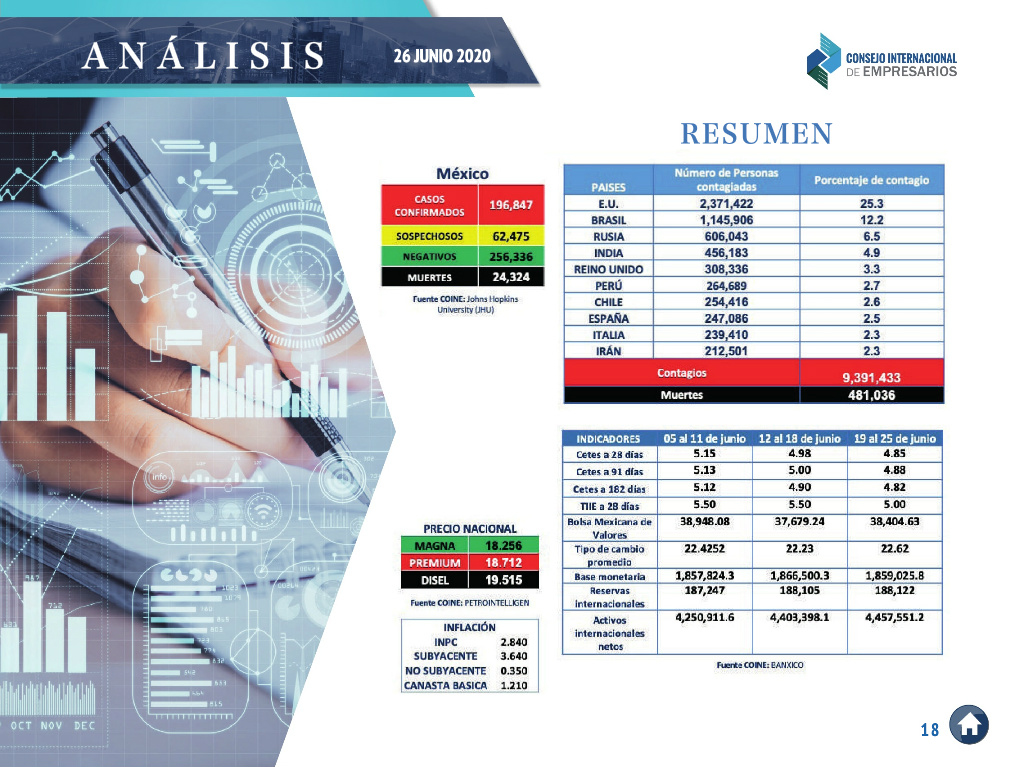 ANÁLISIS
26 JUNIO 2020
CONSEJO INTERNACIONAL
DE EMPRESARIOS
RESUMEN
México
CASOS CONFIRMADOS 196,847
SOSPECHOSOS 62,475
NEGATIVOS 256,336
MUERTES 24,324
Fuente COINE: Johns Hopkins
University (JHU)
PAISES Número de Personas contagiadas Porcentaje de contagio
E.U. 2,371,422 25.3
BRASIL 1,145,906 12.2
RUSIA 606,043 6.5
INDIA 456,183 4.9
REINO UNIDO 308,336 3.3
PERÚ 264,689 2.7
CHILE 254,416 2.6
ESPAÑA 247,086 2.5
ITALIA 239,410 2.3
IRÁN 212,501 2.3
Contagios 9,391,433
Muertes 481,036
INDICADORES 05 al 11 de junio 12 al 18 de junio 19 al 25 de junio
Cetes a 28 días 5.15 4.98 4.85
Cetes a 91 días 5.13 5.00 4.88
Cetes a 182 días 5.12 4.90 4.82
TIIE a 28 días 5.50 5.50 5.00
Bolsa Mexicana de Valores 38,948.08 37,679.24 38,404.63
Tipo de cambio promedio 22.4252 22.23 22.62
Base monetaria 1,857,824.3 1,866,500.3 1,859,025.8
Reservas internacionales 187,247 188,105 188,122
Activos internacionales netos 4,250,911.6 4,403,398.1 4,457,551.2
Fuente COINE: BANXICO
PRECIO NACIONAL
MAGNA 18.256
PREMIUM 18.712
DISEL 19.515
Fuente COINE: PETROINTELLIGEN
INFLACIÓN
INPC 2.840
SUBYACENTE 3.640
NO SUBYACENTE 0.350
CANASTA BASICA 1.210
info
OCT NOV DEC
18